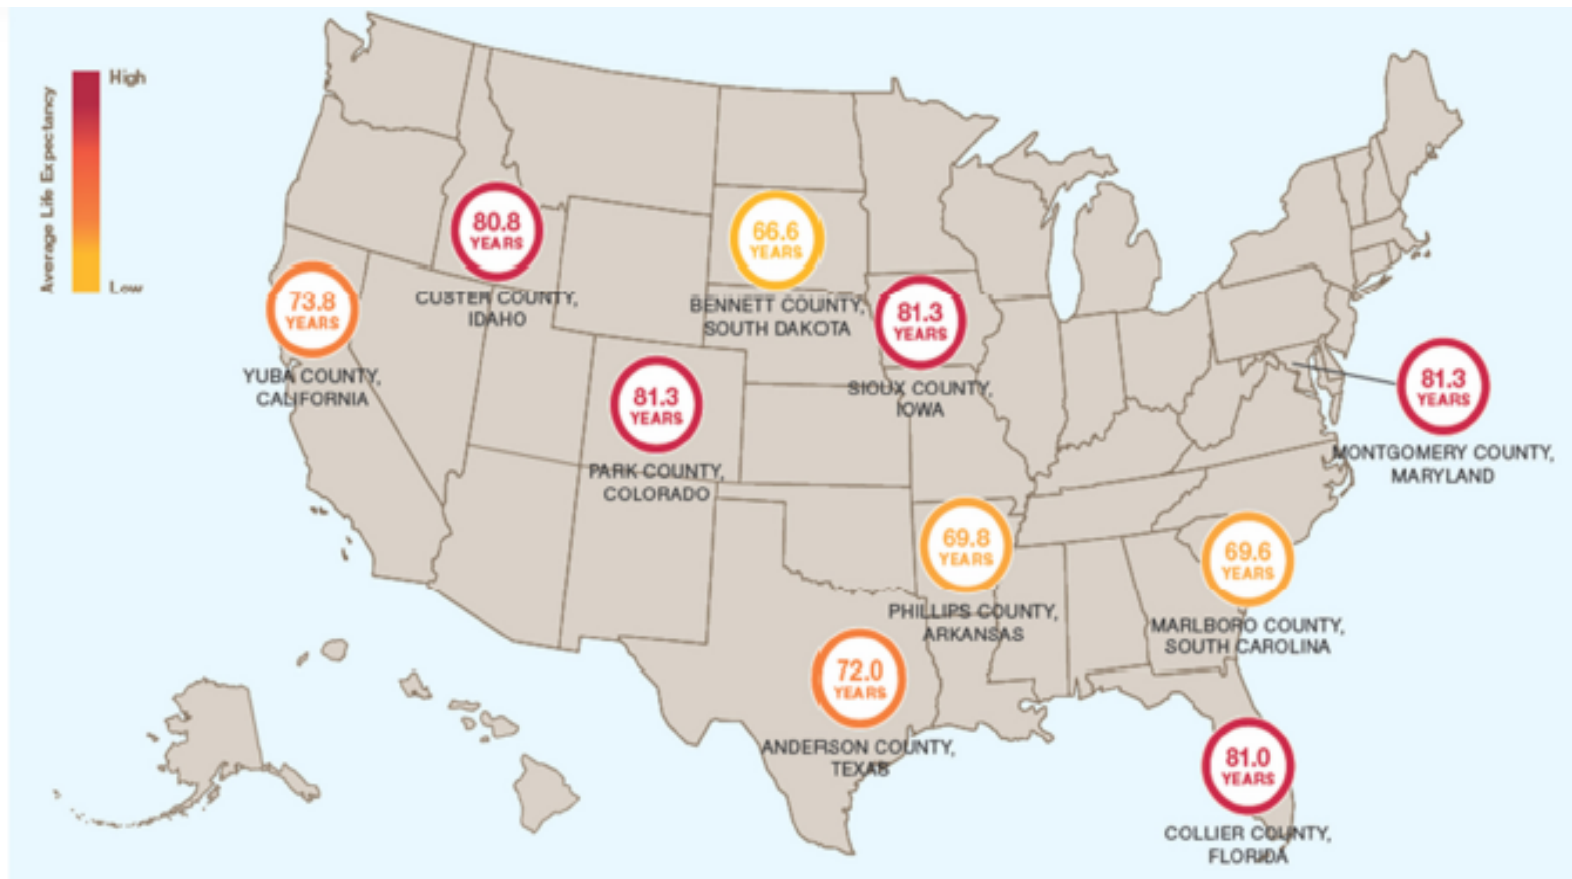 High
Average Life Expectancy
Low
80.8
YEARS
CUSTER COUNTY,
IDAHO
66.6
YEARS
BENNETT COUNTY,
SOUTH DAKOTA
73.8
YEARS
YUBA COUNTY,
CALIFORNIA
81.3
YEARS
SIOUX COUNTY,
IOWA
81.3
YEARS
PARK COUNTY,
COLORADO
81.3
YEARS
MONTGOMERY COUNTY,
MARYLAND
69.8
YEARS
PHILLIPS COUNTY,
ARKANSAS
69.6
YEARS
MARLBORO COUNTY,
SOUTH CAROLINA
72.0
YEARS
ANDERSON COUNTY,
TEXAS
81.0
YEARS
COLLIER COUNTY,
FLORIDA